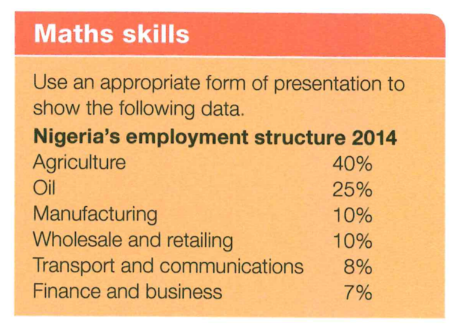 Maths skills
Use an appropriate form of presentation to
show the following data.
Nigeria's employment structure 2014
Agriculture 40%
Oil 25%
Manufacturing 10%
Wholesale and retailing 10%
Transport and communications 8%
Finance and business 7%